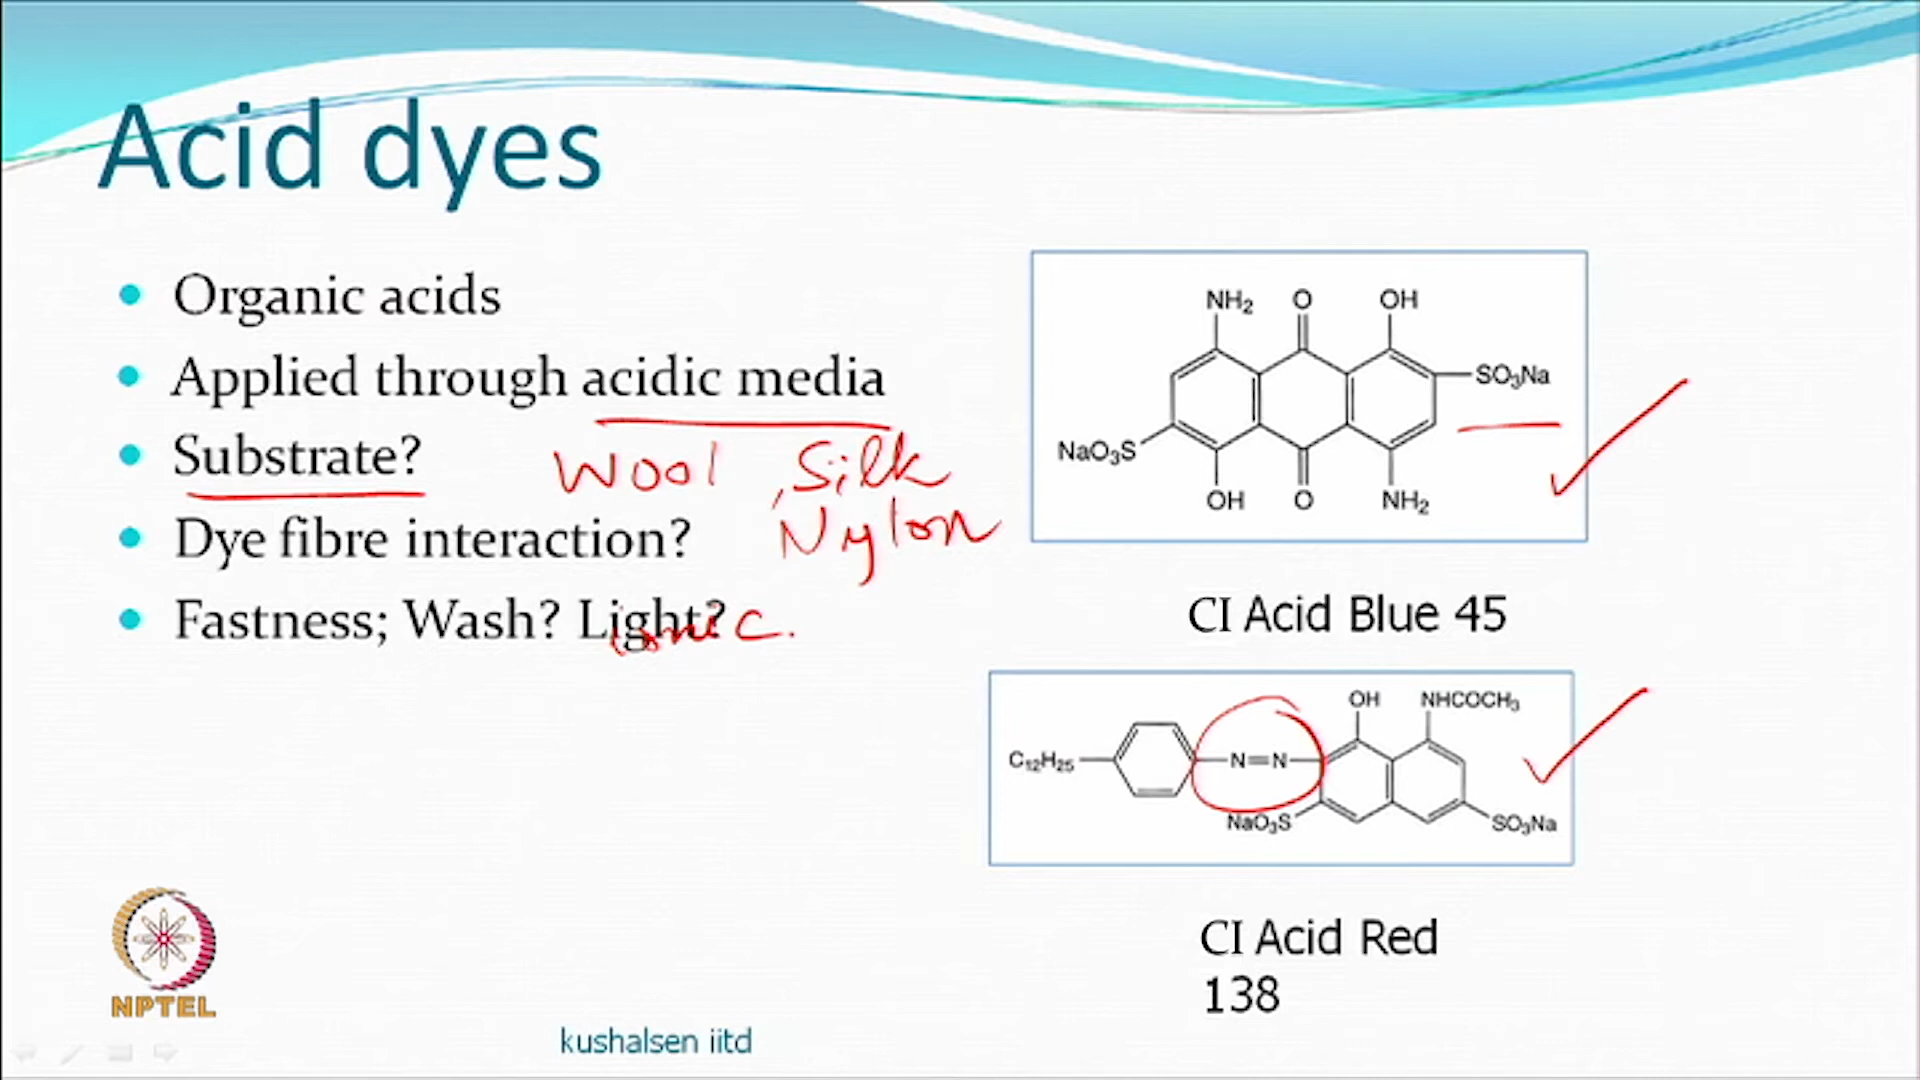 Acid dyes
Organic acids
Applied through acidic media
Substrate?
Wool, Silk
Nylon
Dye fibre interaction?
Fastness; Wash? Light?
ionic.
NH₂ O OH
SO₃Na
NaO₃S
OH O NH₂
CI Acid Blue 45
OH NHCOCH₃
C₁₂H₂₅ N=N
NaO₃S SO₃Na
CI Acid Red
138
NPTEL
kushalsen iitd